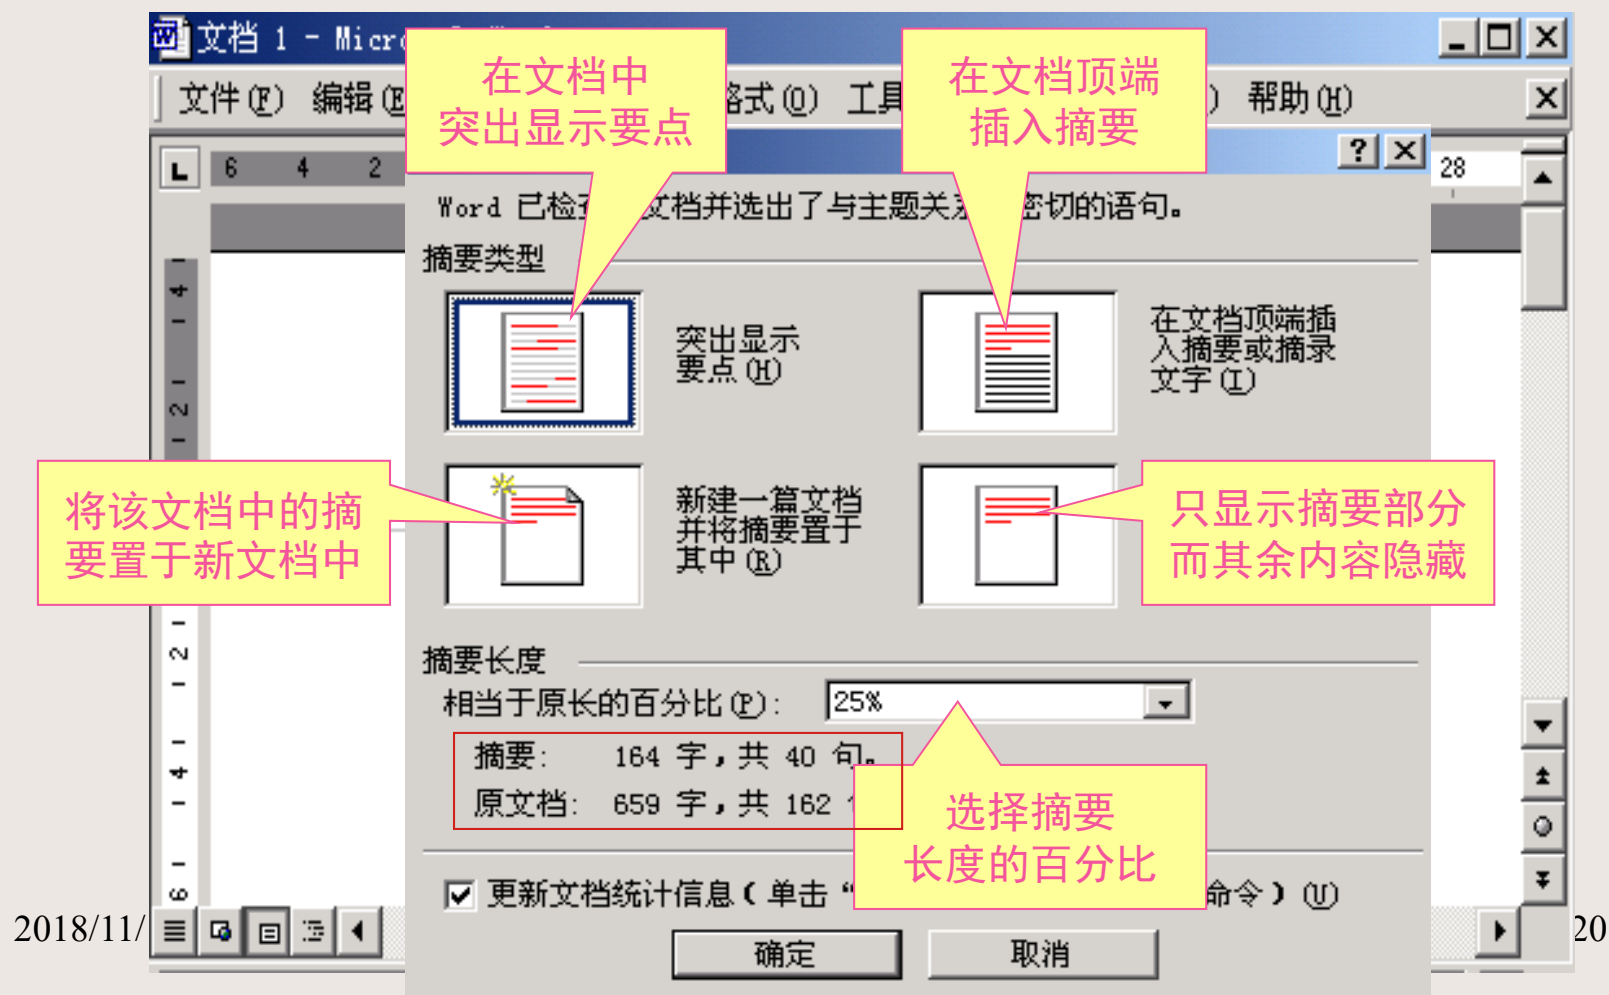 文档 1 - Micr
文件(F) 编辑(E 格式(O) 工具 ) 帮助(H)
在文档中
突出显示要点
在文档顶端
插入摘要
6 4 2
28
Word 已检 文档并选出了与主题关 密切的语句。
摘要类型
突出显示
要点(H)
在文档顶端插
入摘要或摘录
文字(I)
将该文档中的摘
要置于新文档中
新建一篇文档
并将摘要置于
其中(R)
只显示摘要部分
而其余内容隐藏
4
2
2
4
6
摘要长度
相当于原长的百分比(P): 25%
摘要: 164 字，共 40 句。
原文档: 659 字，共 162
选择摘要
长度的百分比
更新文档统计信息（单击“ 命令）(U)
确定 取消
2018/11/
20